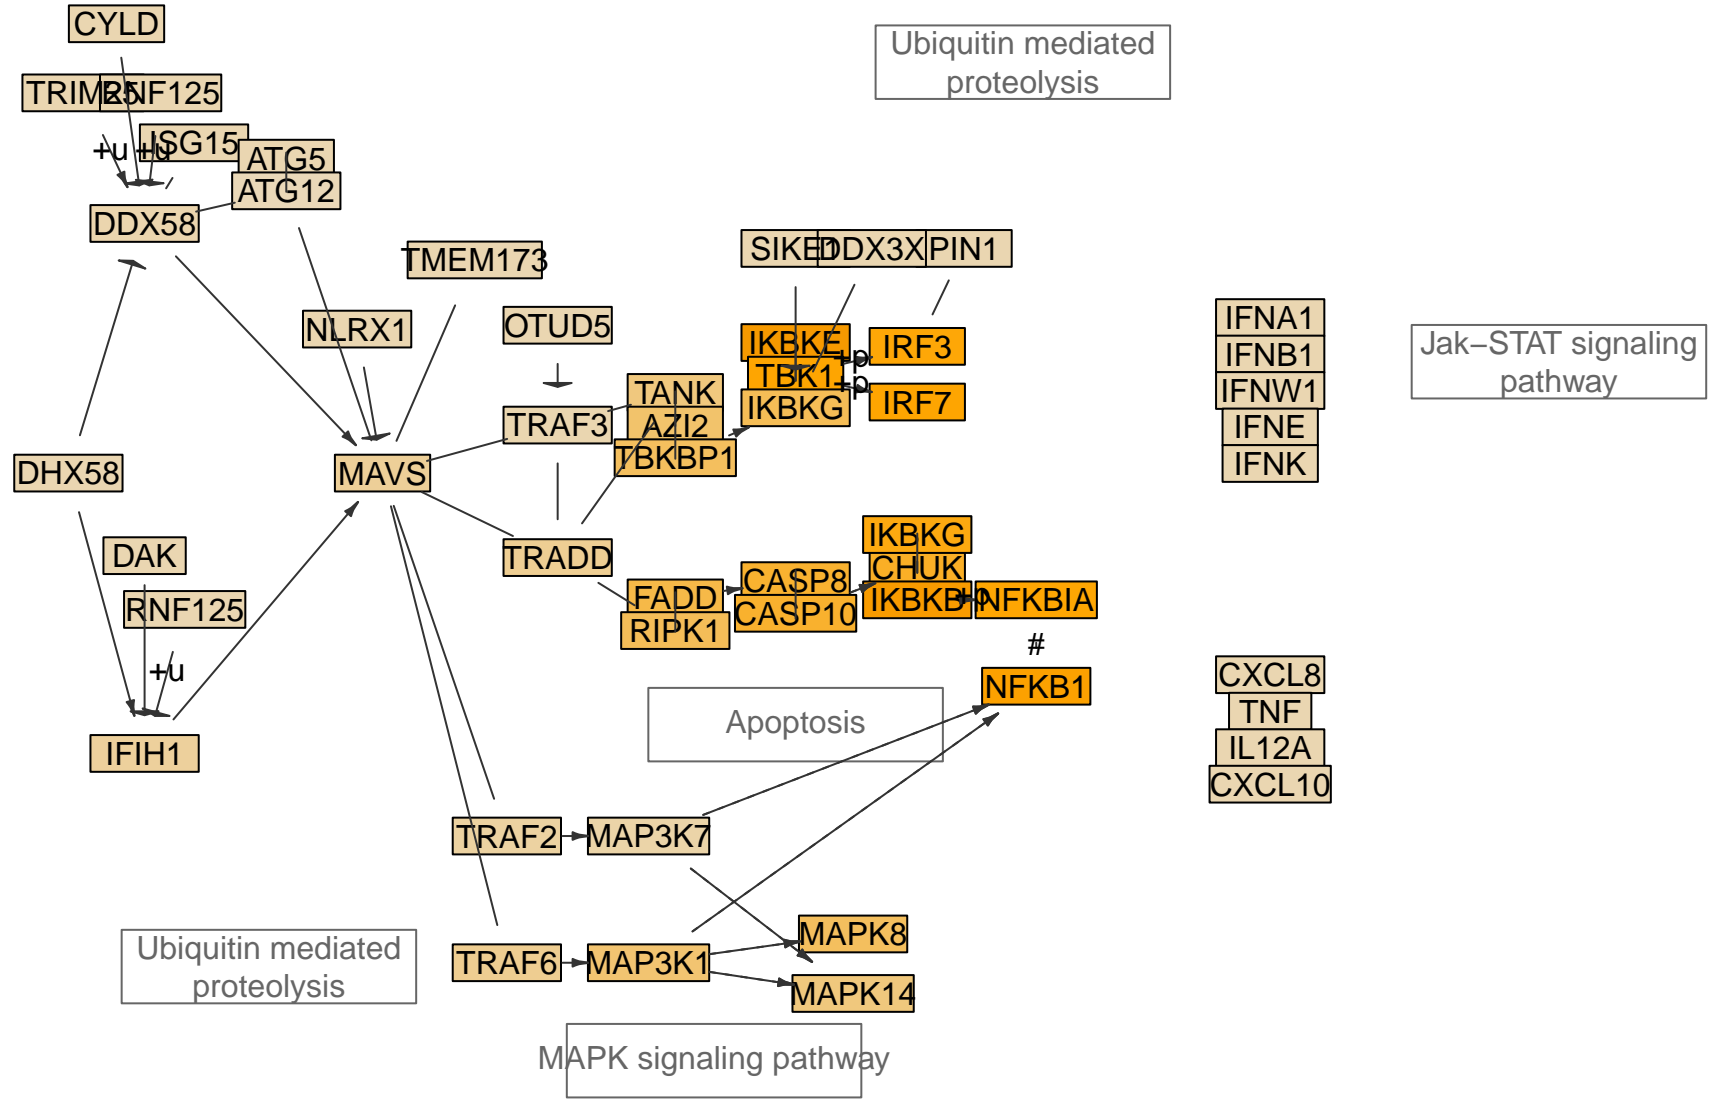 CYLD
Ubiquitin mediated
proteolysis
TRIM25
RNF125
ISG15
+u
+u
ATG5
ATG12
DDX58
TMEM173
SIKE1
DDX3X
PIN1
NLRX1
OTUD5
IKBKE
+p
IRF3
TBK1
+p
IKBKG
IRF7
IFNA1
IFNB1
IFNW1
IFNE
IFNK
Jak−STAT signaling
pathway
TANK
TRAF3
AZI2
TBKBP1
DHX58
MAVS
DAK
TRADD
IKBKG
CHUK
IKBKB
+p
NFKBIA
CASP8
CASP10
FADD
RIPK1
RNF125
#
+u
NFKB1
CXCL8
TNF
IL12A
CXCL10
Apoptosis
IFIH1
TRAF2
MAP3K7
MAPK8
TRAF6
MAP3K1
MAPK14
Ubiquitin mediated
proteolysis
MAPK signaling pathway